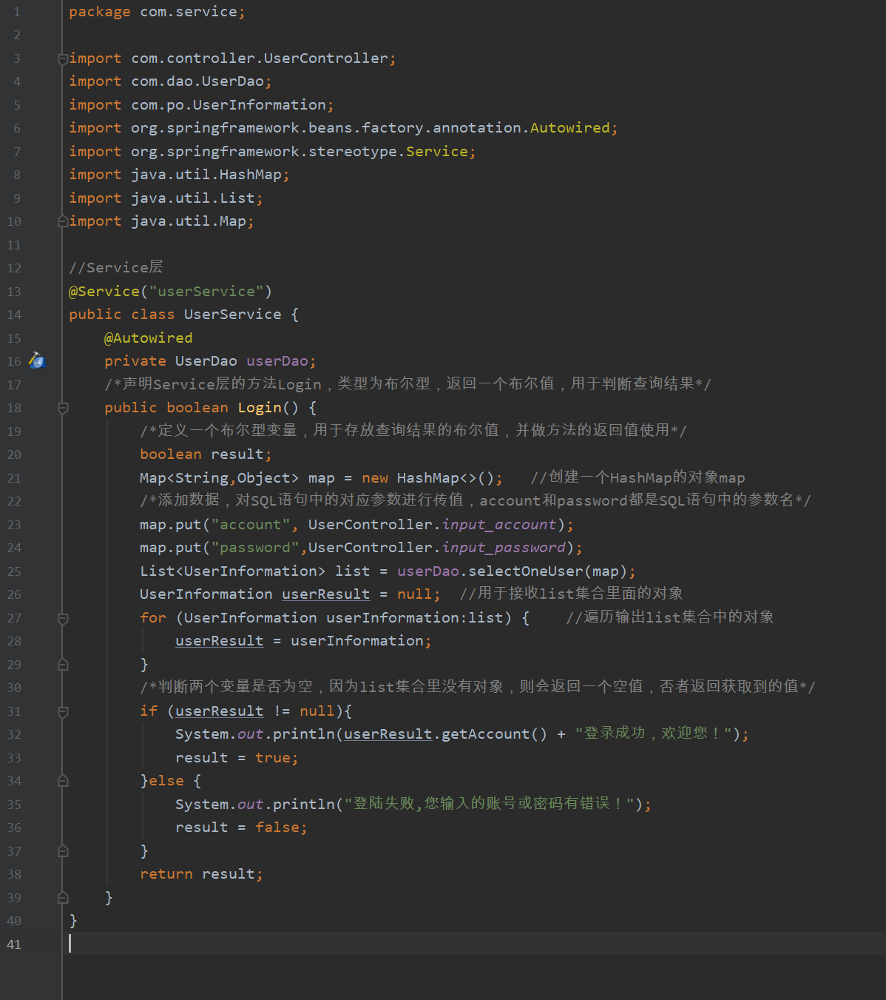 1 package com.service;
2
3 import com.controller.UserController;
4 import com.dao.UserDao;
5 import com.po.UserInformation;
6 import org.springframework.beans.factory.annotation.Autowired;
7 import org.springframework.stereotype.Service;
8 import java.util.HashMap;
9 import java.util.List;
10 import java.util.Map;
11
12 //Service层
13 @Service("userService")
14 public class UserService {
15     @Autowired
16     private UserDao userDao;
17     /*声明Service层的方法Login，类型为布尔型，返回一个布尔值，用于判断查询结果*/
18     public boolean Login() {
19         /*定义一个布尔型变量，用于存放查询结果的布尔值，并做方法的返回值使用*/
20         boolean result;
21         Map<String,Object> map = new HashMap<>();   //创建一个HashMap的对象map
22         /*添加数据，对SQL语句中的对应参数进行传值，account和password都是SQL语句中的参数名*/
23         map.put("account", UserController.input_account);
24         map.put("password",UserController.input_password);
25         List<UserInformation> list = userDao.selectOneUser(map);
26         UserInformation userResult = null;  //用于接收list集合里面的对象
27         for (UserInformation userInformation:list) {    //遍历输出list集合中的对象
28             userResult = userInformation;
29         }
30         /*判断两个变量是否为空，因为list集合里没有对象，则会返回一个空值，否者返回获取到的值*/
31         if (userResult != null){
32             System.out.println(userResult.getAccount() + "登录成功，欢迎您！");
33             result = true;
34         }else {
35             System.out.println("登陆失败,您输入的账号或密码有错误！");
36             result = false;
37         }
38         return result;
39     }
40 }
41